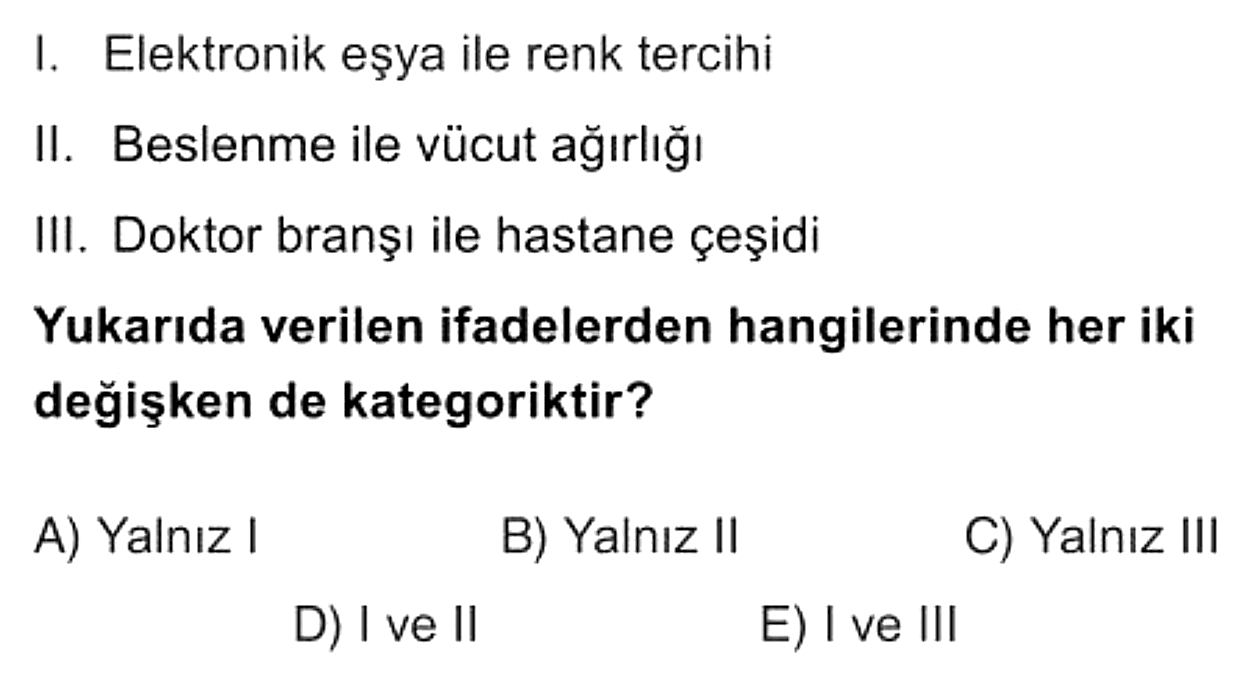 I. Elektronik eşya ile renk tercihi
II. Beslenme ile vücut ağırlığı
III. Doktor branşı ile hastane çeşidi
Yukarıda verilen ifadelerden hangilerinde her iki
değişken de kategoriktir?
A) Yalnız I B) Yalnız II C) Yalnız III
D) I ve II E) I ve III